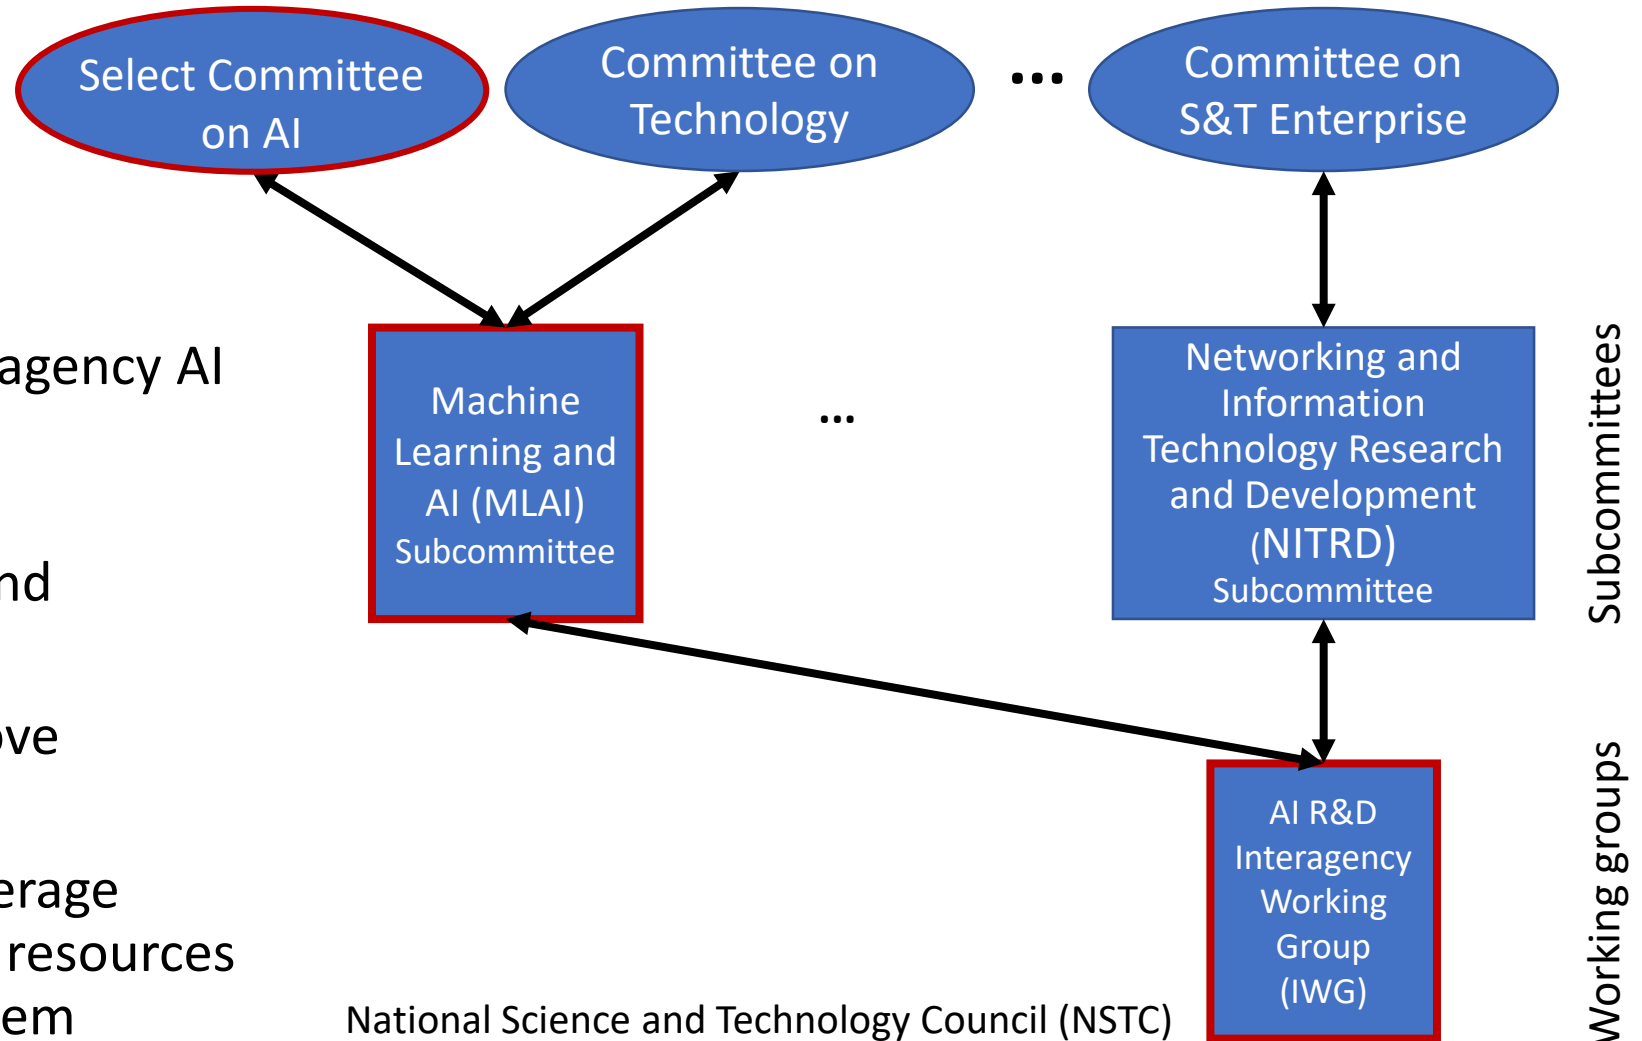 Select Committee
on AI
Committee on
Technology
...
Committee on
S&T Enterprise
agency AI
nd
ove
erage
resources
em
Machine
Learning and
AI (MLAI)
Subcommittee
...
Networking and
Information
Technology Research
and Development
(NITRD)
Subcommittee
Subcommittees
AI R&D
Interagency
Working
Group
(IWG)
Working groups
National Science and Technology Council (NSTC)